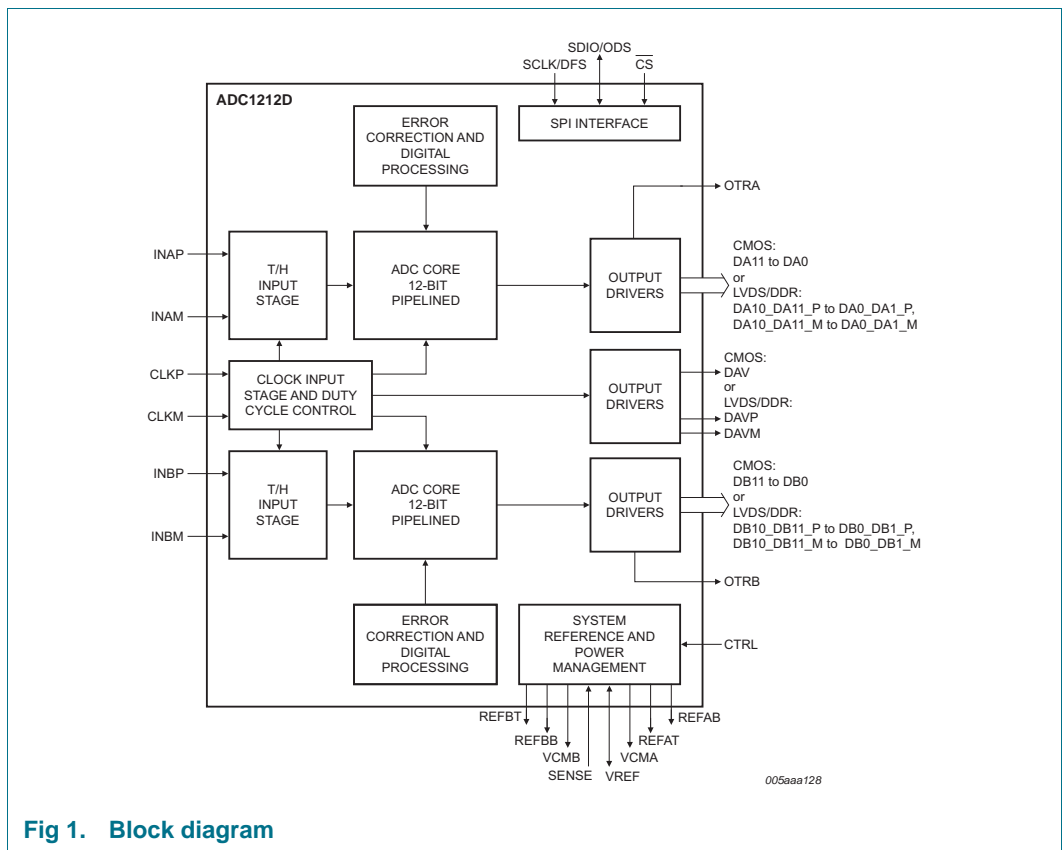 SDIO/ODS
SCLK/DFS
CS
ADC1212D
ERROR
CORRECTION AND
DIGITAL
PROCESSING
SPI INTERFACE
OTRA
INAP
INAM
T/H
INPUT
STAGE
ADC CORE
12-BIT
PIPELINED
OUTPUT
DRIVERS
CMOS:
DA11 to DA0
or
LVDS/DDR:
DA10_DA11_P to DA0_DA1_P,
DA10_DA11_M to DA0_DA1_M
CLKP
CLKM
CLOCK INPUT
STAGE AND DUTY
CYCLE CONTROL
OUTPUT
DRIVERS
CMOS:
DAV
or
LVDS/DDR:
DAVP
DAVM
INBP
INBM
T/H
INPUT
STAGE
ADC CORE
12-BIT
PIPELINED
OUTPUT
DRIVERS
CMOS:
DB11 to DB0
or
LVDS/DDR:
DB10_DB11_P to DB0_DB1_P,
DB10_DB11_M to DB0_DB1_M
OTRB
ERROR
CORRECTION AND
DIGITAL
PROCESSING
SYSTEM
REFERENCE AND
POWER
MANAGEMENT
CTRL
REFBT
REFBB
VCMB
SENSE
VREF
VCMA
REFAT
REFAB
005aaa128
Fig 1. Block diagram